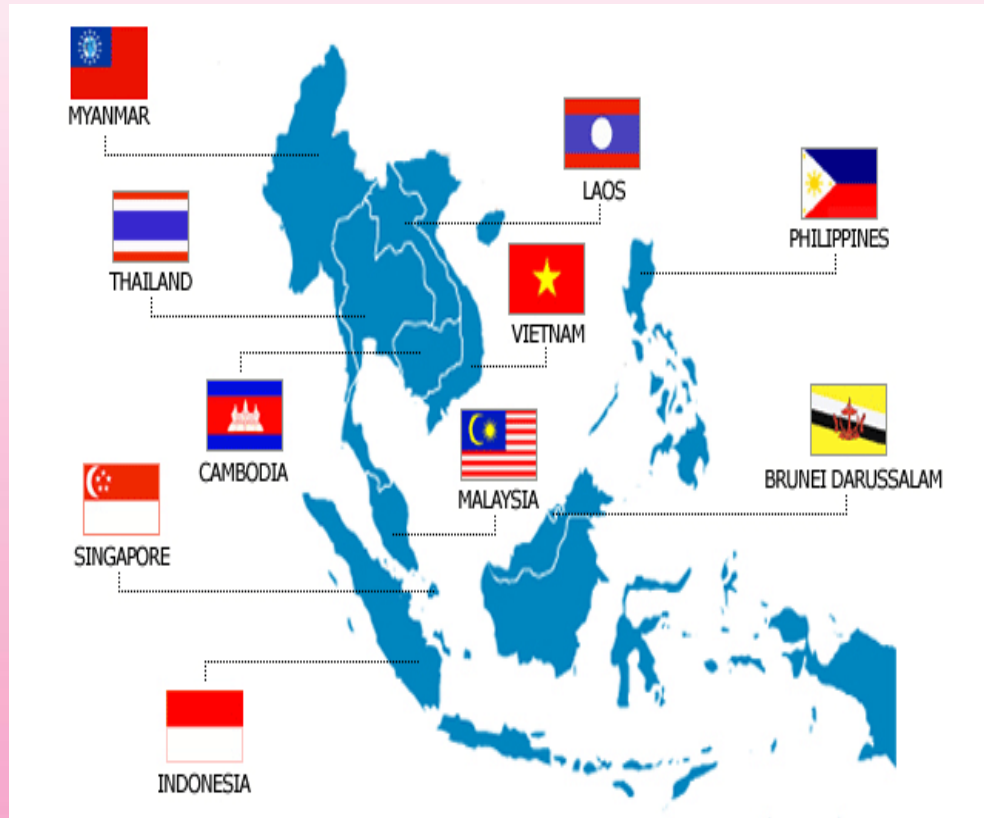 MYANMAR
LAOS
PHILIPPINES
THAILAND
VIETNAM
CAMBODIA
MALAYSIA
BRUNEI DARUSSALAM
SINGAPORE
INDONESIA